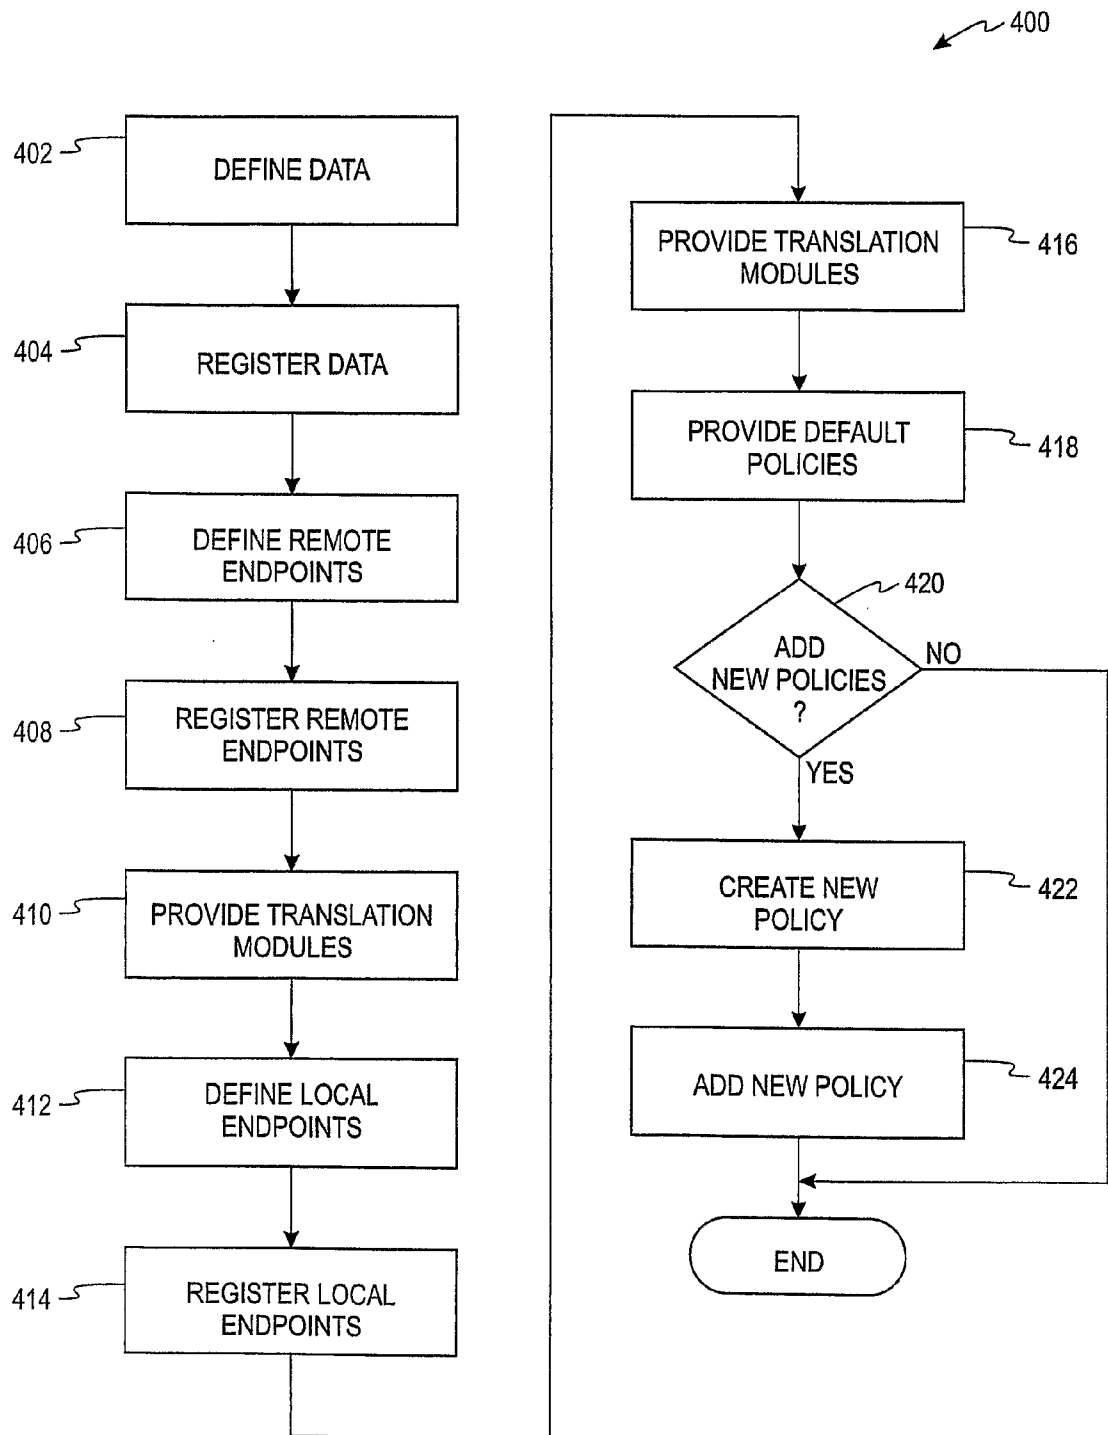 400
402
DEFINE DATA
404
REGISTER DATA
406
DEFINE REMOTE
ENDPOINTS
408
REGISTER REMOTE
ENDPOINTS
410
PROVIDE TRANSLATION
MODULES
412
DEFINE LOCAL
ENDPOINTS
414
REGISTER LOCAL
ENDPOINTS
PROVIDE TRANSLATION
MODULES
416
PROVIDE DEFAULT
POLICIES
418
420
ADD
NEW POLICIES
?
NO
YES
CREATE NEW
POLICY
422
ADD NEW POLICY
424
END